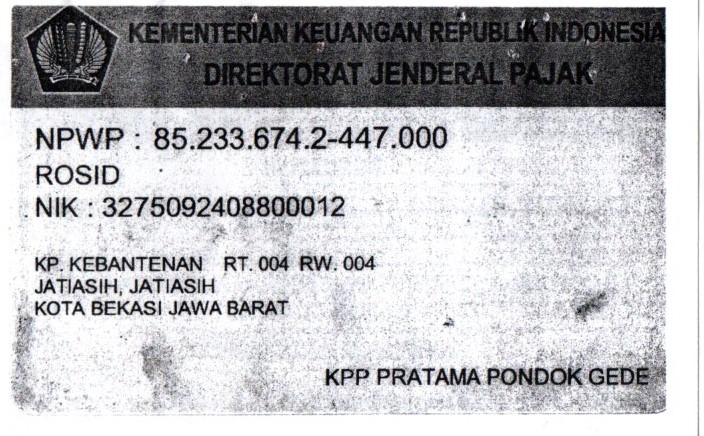 KEMENTERIAN KEUANGAN REPUBLIK INDONESIA
DIREKTORAT JENDERAL PAJAK
NPWP : 85.233.674.2-447.000
ROSID
NIK : 3275092408800012
KP. KEBANTENAN RT. 004 RW. 004
JATIASIH, JATIASIH
KOTA BEKASI JAWA BARAT
KPP PRATAMA PONDOK GEDE